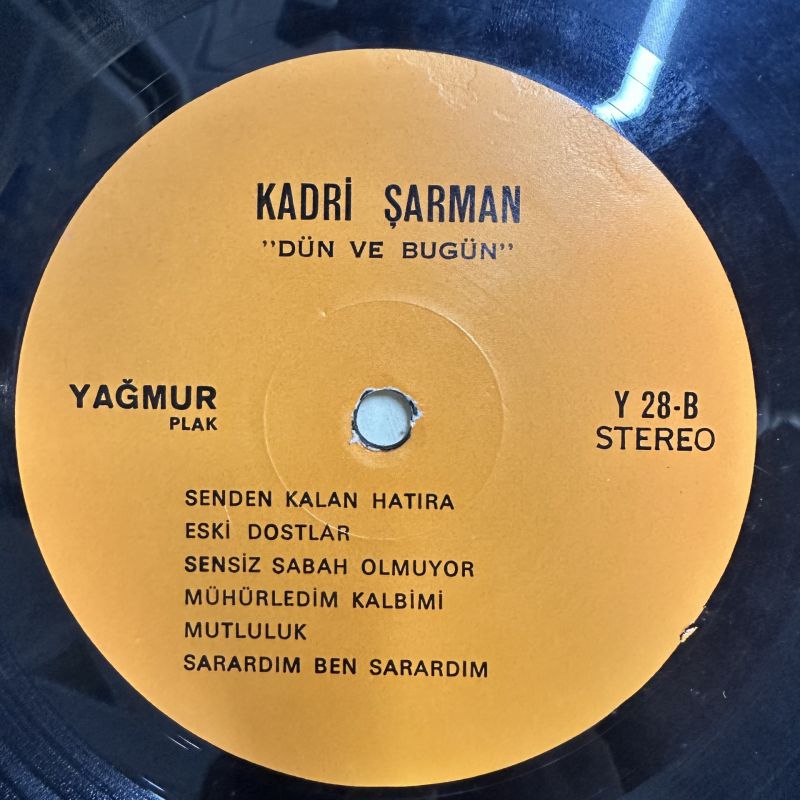 KADRİ ŞARMAN
"DÜN VE BUGÜN"
YAĞMUR
PLAK
Y 28-B
STEREO
SENDEN KALAN HATIRA
ESKİ DOSTLAR
SENSİZ SABAH OLMUYOR
MÜHÜRLEDİM KALBİMİ
MUTLULUK
SARARDIM BEN SARARDIM